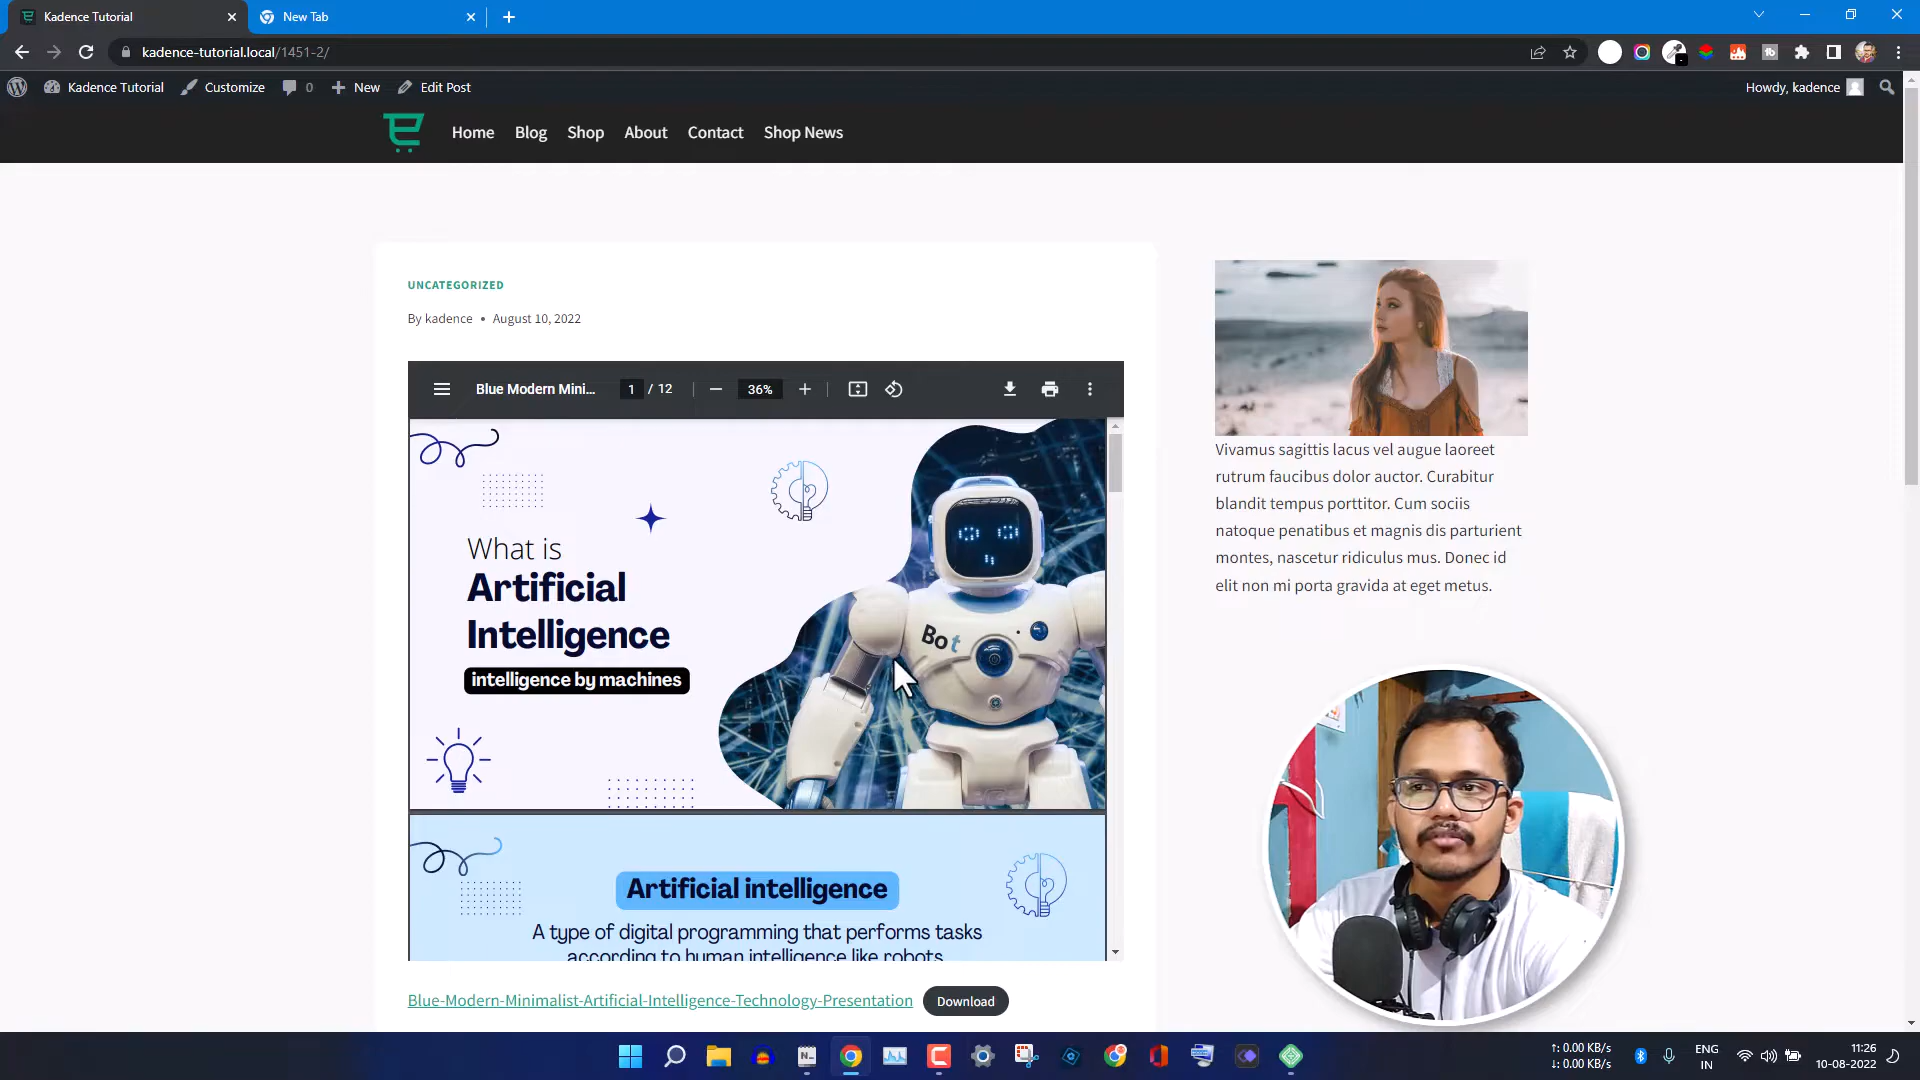 Kadence Tutorial
New Tab
kadence-tutorial.local/1451-2/
Kadence Tutorial
Customize
0
New
Edit Post
Howdy, kadence
Home
Blog
Shop
About
Contact
Shop News
UNCATEGORIZED
By kadence • August 10, 2022
Blue Modern Mini...
1 / 12
36%
What is
Artificial
Intelligence
intelligence by machines
Bot
Artificial intelligence
A type of digital programming that performs tasks
according to human intelligence like robots
Blue-Modern-Minimalist-Artificial-Intelligence-Technology-Presentation
Download
Vivamus sagittis lacus vel augue laoreet
rutrum faucibus dolor auctor. Curabitur
blandit tempus porttitor. Cum sociis
natoque penatibus et magnis dis parturient
montes, nascetur ridiculus mus. Donec id
elit non mi porta gravida at eget metus.
↑: 0.00 KB/s
↓: 0.00 KB/s
ENG
IN
11:26
10-08-2022